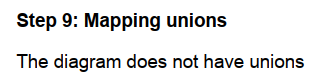 Step 9: Mapping unions
The diagram does not have unions